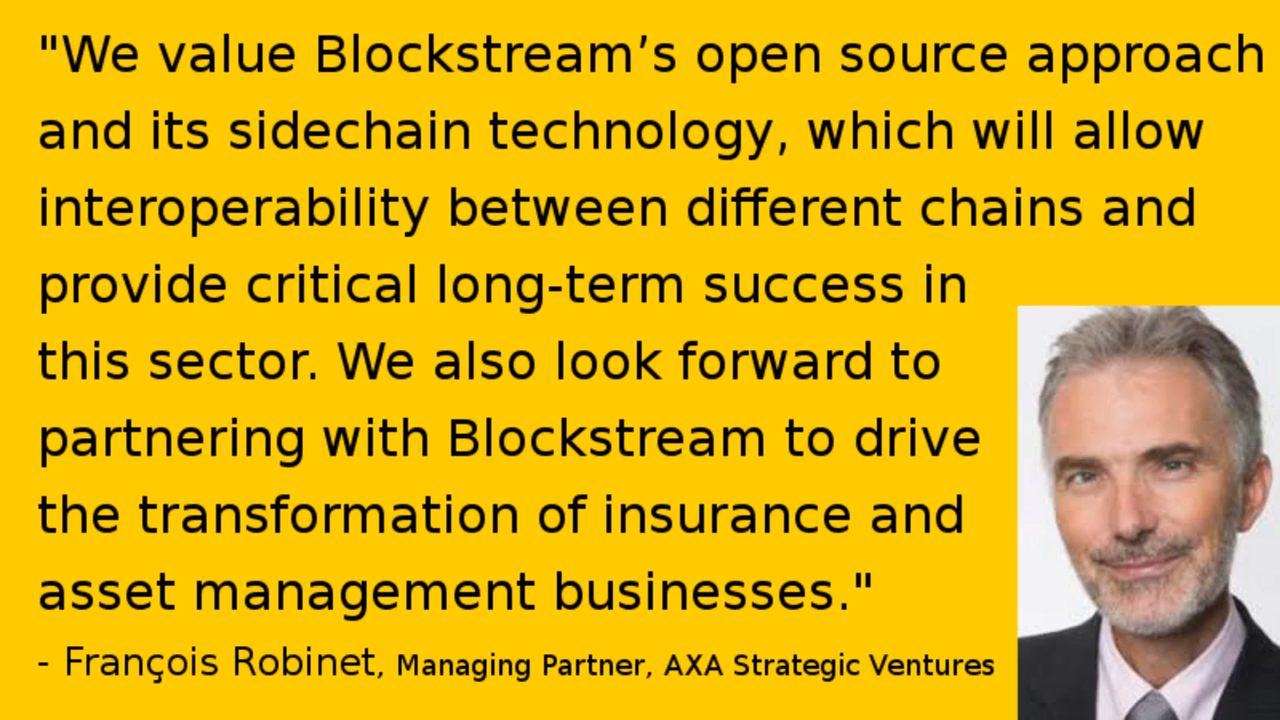 "We value Blockstream’s open source approach
and its sidechain technology, which will allow
interoperability between different chains and
provide critical long-term success in
this sector. We also look forward to
partnering with Blockstream to drive
the transformation of insurance and
asset management businesses."
- François Robinet, Managing Partner, AXA Strategic Ventures